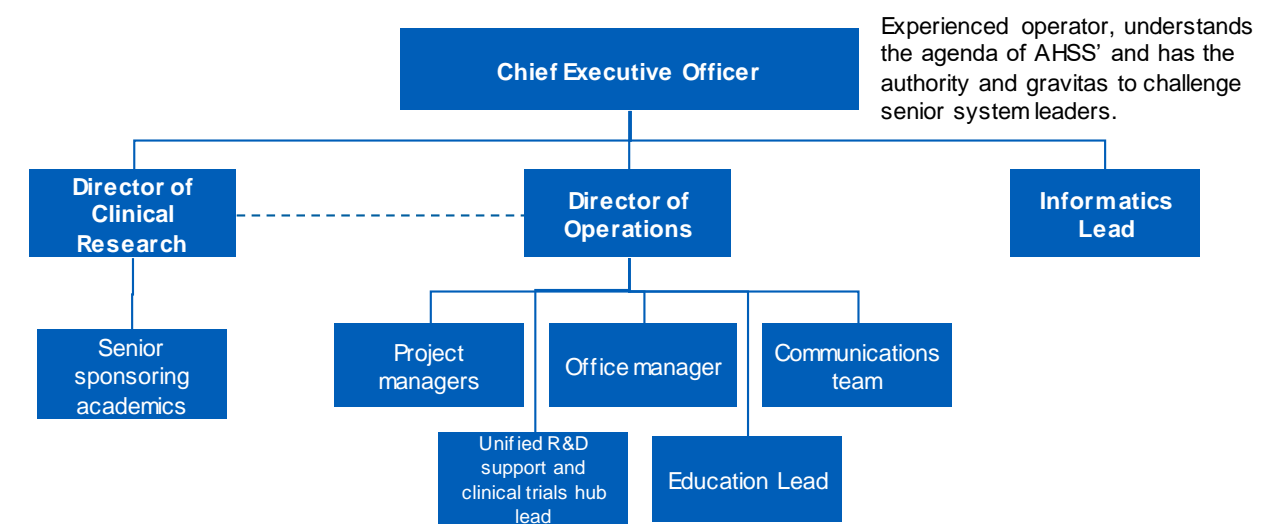 Experienced operator, understands
the agenda of AHSS’ and has the
authority and gravitas to challenge
senior system leaders.
Chief Executive Officer
Director of
Clinical
Research
Director of
Operations
Informatics
Lead
Senior
sponsoring
academics
Project
managers
Office manager
Communications
team
Unified R&D
support and
clinical trials hub
lead
Education Lead